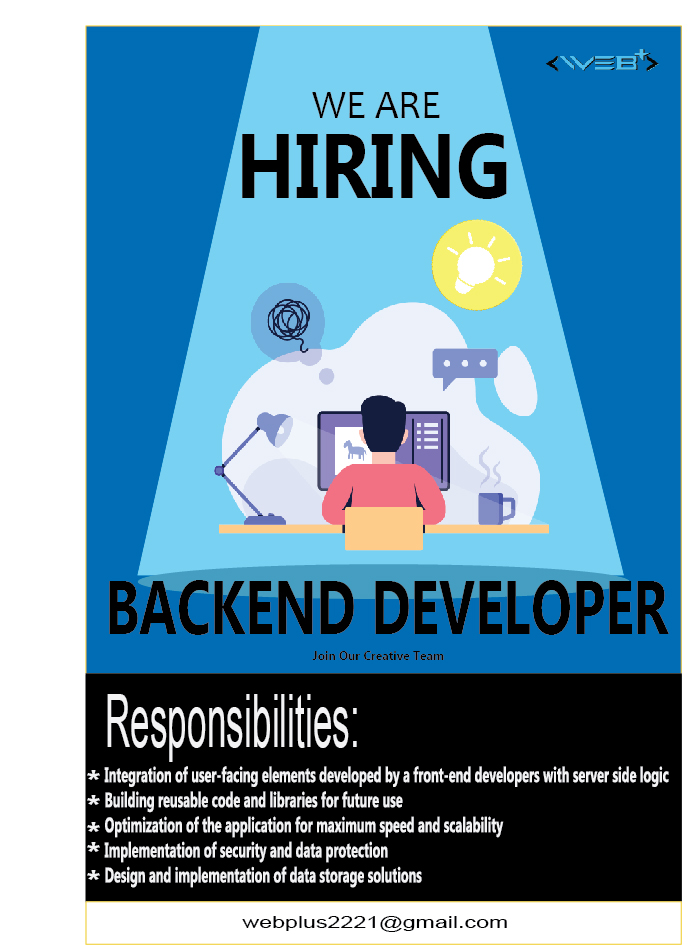 <WEB+>
WE ARE
HIRING
BACKEND DEVELOPER
Join Our Creative Team
Responsibilities:
* Integration of user-facing elements developed by a front-end developers with server side logic
* Building reusable code and libraries for future use
* Optimization of the application for maximum speed and scalability
* Implementation of security and data protection
* Design and implementation of data storage solutions
webplus2221@gmail.com